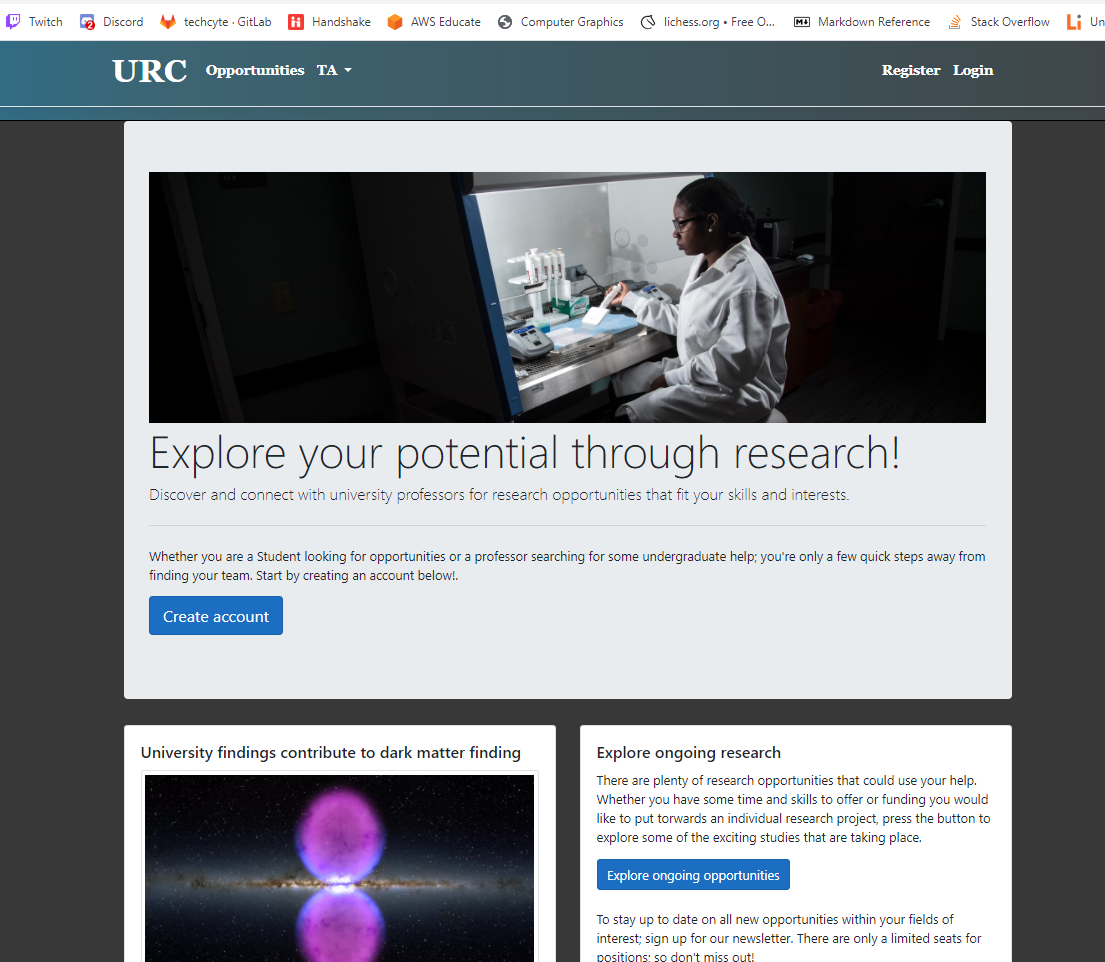 Twitch Discord techcyte · GitLab Handshake AWS Educate Computer Graphics lichess.org • Free O... Markdown Reference Stack Overflow Un
URC Opportunities TA Register Login
Explore your potential through research!
Discover and connect with university professors for research opportunities that fit your skills and interests.
Whether you are a Student looking for opportunities or a professor searching for some undergraduate help; you're only a few quick steps away from
finding your team. Start by creating an account below!.
Create account
University findings contribute to dark matter finding
Explore ongoing research
There are plenty of research opportunities that could use your help.
Whether you have some time and skills to offer or funding you would
like to put torwards an individual research project, press the button to
explore some of the exciting studies that are taking place.
Explore ongoing opportunities
To stay up to date on all new opportunities within your fields of
interest; sign up for our newsletter. There are only a limited seats for
positions; so don't miss out!